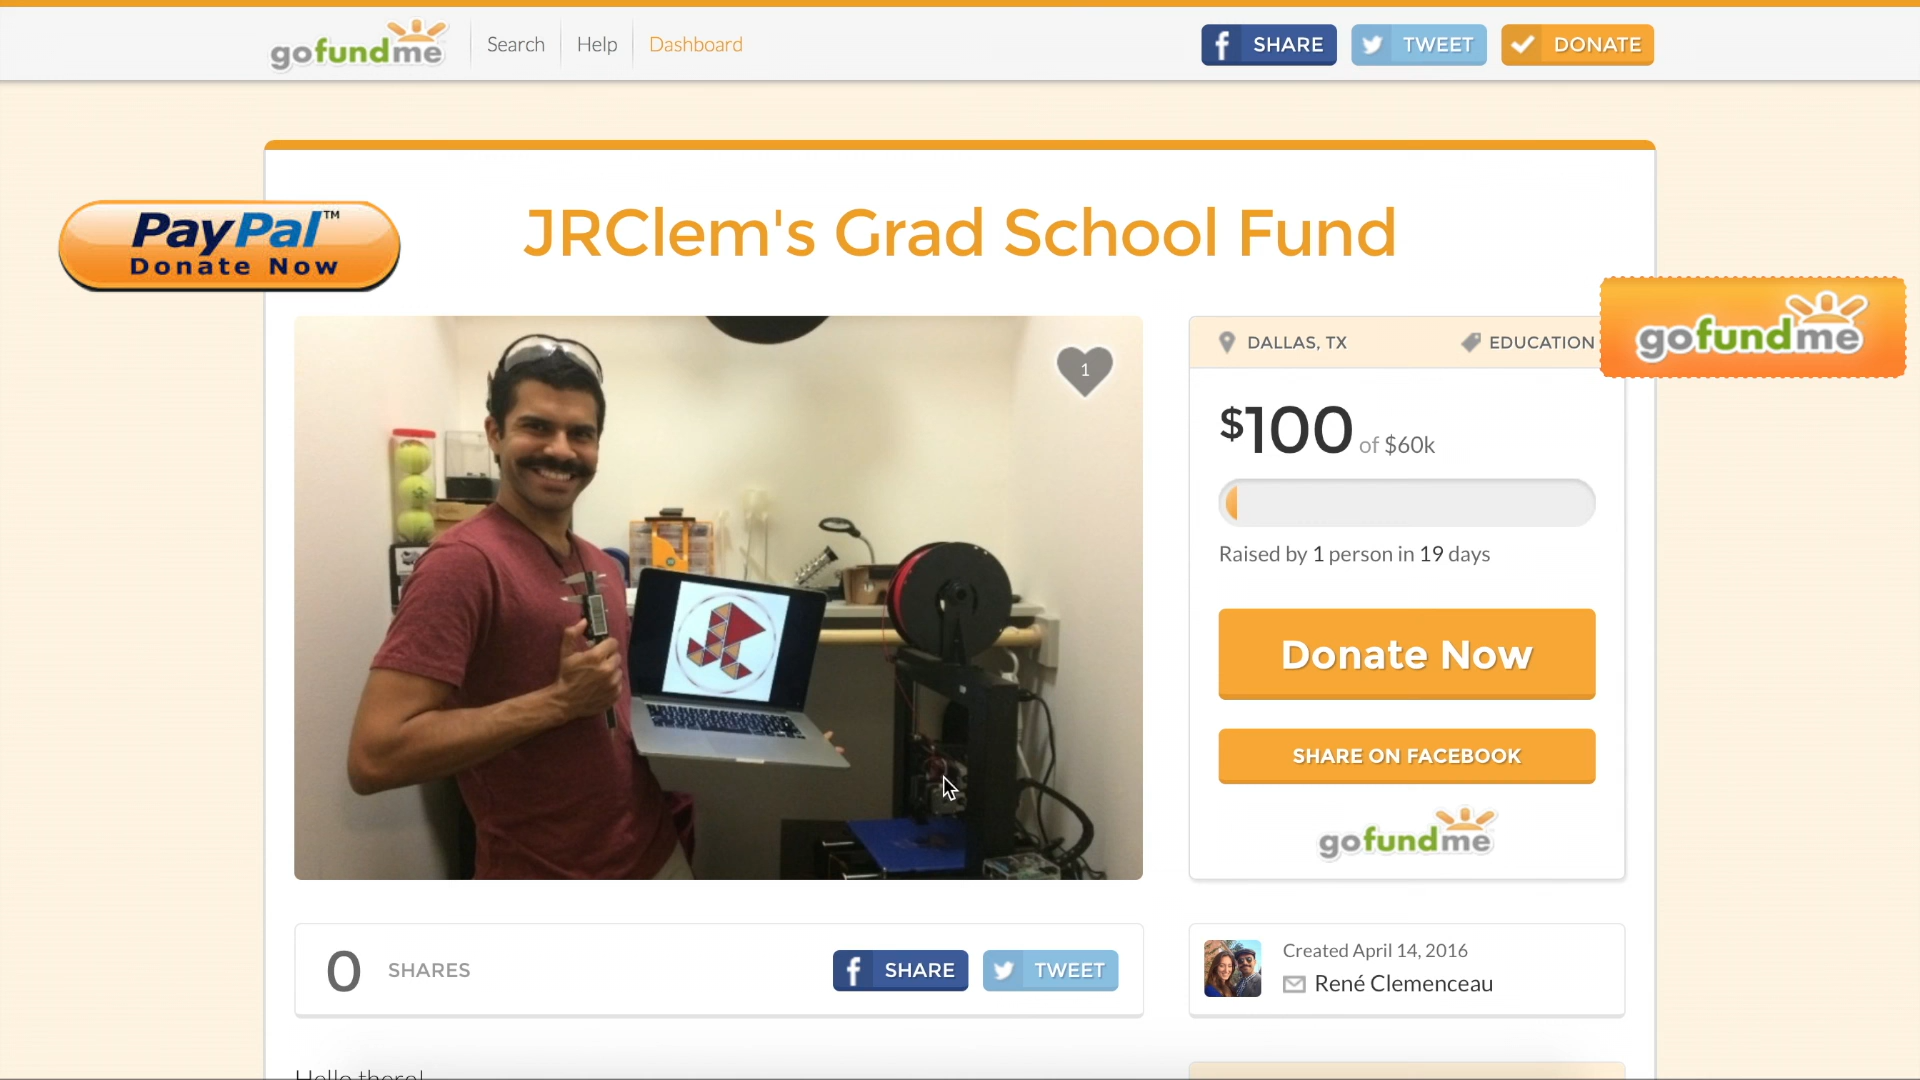 gofundme
Search
Help
Dashboard
SHARE
TWEET
DONATE
PayPal™
Donate Now
JRClem's Grad School Fund
gofundme
DALLAS, TX
EDUCATION
1
$100 of $60k
Raised by 1 person in 19 days
Donate Now
SHARE ON FACEBOOK
gofundme
0 SHARES
SHARE
TWEET
Created April 14, 2016
René Clemenceau
Hello there!